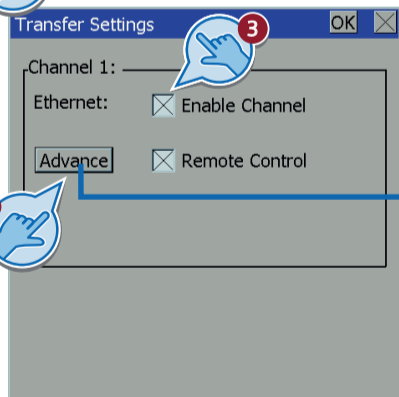 Transfer Settings 3 OK
Channel 1:
Ethernet: Enable Channel
Advance Remote Control